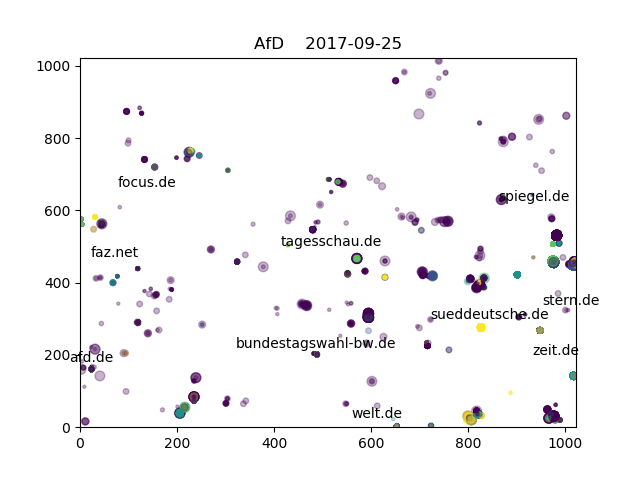 AfD    2017-09-25
1000
800
focus.de
spiegel.de
600
tagesschau.de
faz.net
400
stern.de
sueddeutsche.de
bundestagswahl-bw.de
zeit.de
200
afd.de
welt.de
0
0 200 400 600 800 1000